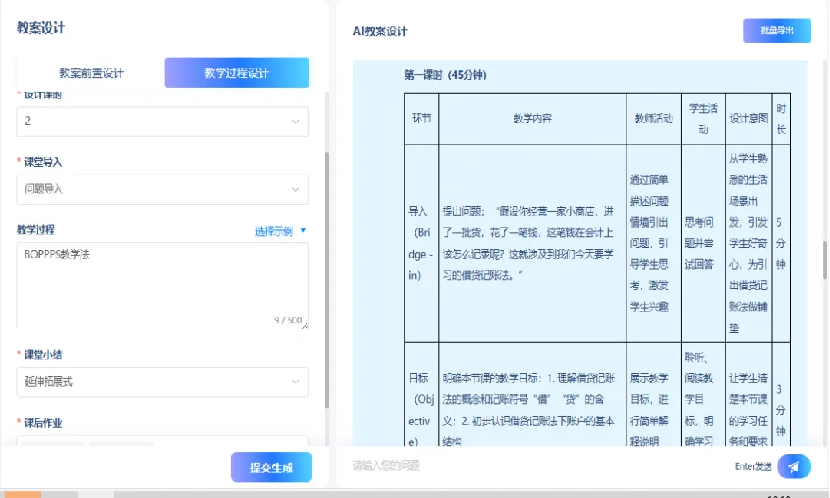 教案设计
教案前置设计
教学过程设计
* 设计课时
2
* 课堂导入
问题导入
教学过程
选择示例
BOPPPS教学法
9 / 500
* 课堂小结
延伸拓展式
* 课后作业
提交生成
AI教案设计
批量导出
第一课时（45分钟）
环节
教学内容
教师活动
学生活
动
设计意图
时
长
导入
（Bri
dge -
in）
提出问题：“假设你经营一家小商店，进
了一批货，花了一笔钱，这笔钱在会计上
该怎么记录呢？这就涉及到我们今天要学
习的借贷记账法。”
通过简单
描述问题
情境引出
问题，引
导学生思
考，激发
学生兴趣
思考问
题并尝
试回答
从学生熟
悉的生活
场景出
发，引发
学生好奇
心，为引
出借贷记
账法做铺
垫
5
分
钟
目标
（Obj
ectiv
e）
明确本节课的教学目标：1. 理解借贷记账
法的概念和记账符号“借”“贷”的含
义；2. 初步认识借贷记账法下账户的基本
结构
展示教学
目标，进
行简单解
释说明
聆听、
阅读教
学目
标，明
确学习
让学生清
楚本节课
的学习任
务和要求
3
分
钟
请输入您的问题
Enter发送